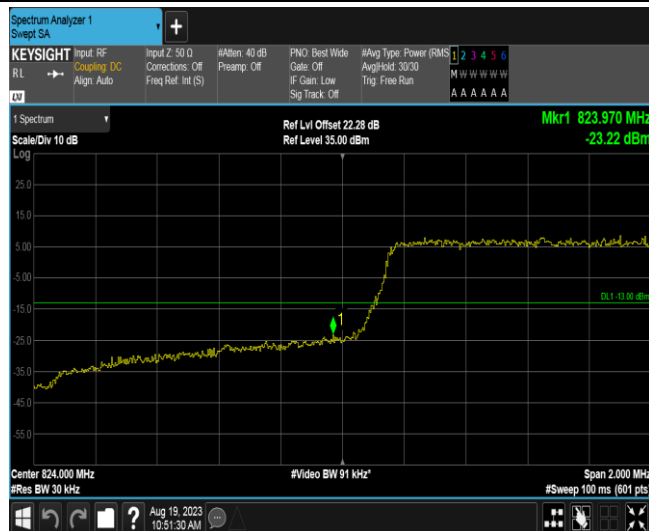 Spectrum Analyzer 1
Swept SA
+
KEYSIGHT
RL
LXI
Input: RF
Coupling: DC
Align: Auto
Input Z: 50 Ω
Corrections: Off
Freq Ref: Int (S)
#Atten: 40 dB
Preamp: Off
PNO: Best Wide
Gate: Off
IF Gain: Low
Sig Track: Off
#Avg Type: Power (RMS
Avg|Hold: 30/30
Trig: Free Run
1 2 3 4 5 6
M W W W W W
A A A A A A
1 Spectrum
Scale/Div 10 dB
Log
Ref Lvl Offset 22.28 dB
Ref Level 35.00 dBm
Mkr1 823.970 MHz
-23.22 dBm
25.0
15.0
5.00
-5.00
-15.0
-25.0
-35.0
-45.0
-55.0
DL1 -13.00 dBm
1
Center 824.000 MHz
#Res BW 30 kHz
#Video BW 91 kHz*
Span 2.000 MHz
#Sweep 100 ms (601 pts)
?
Aug 19, 2023
10:51:30 AM